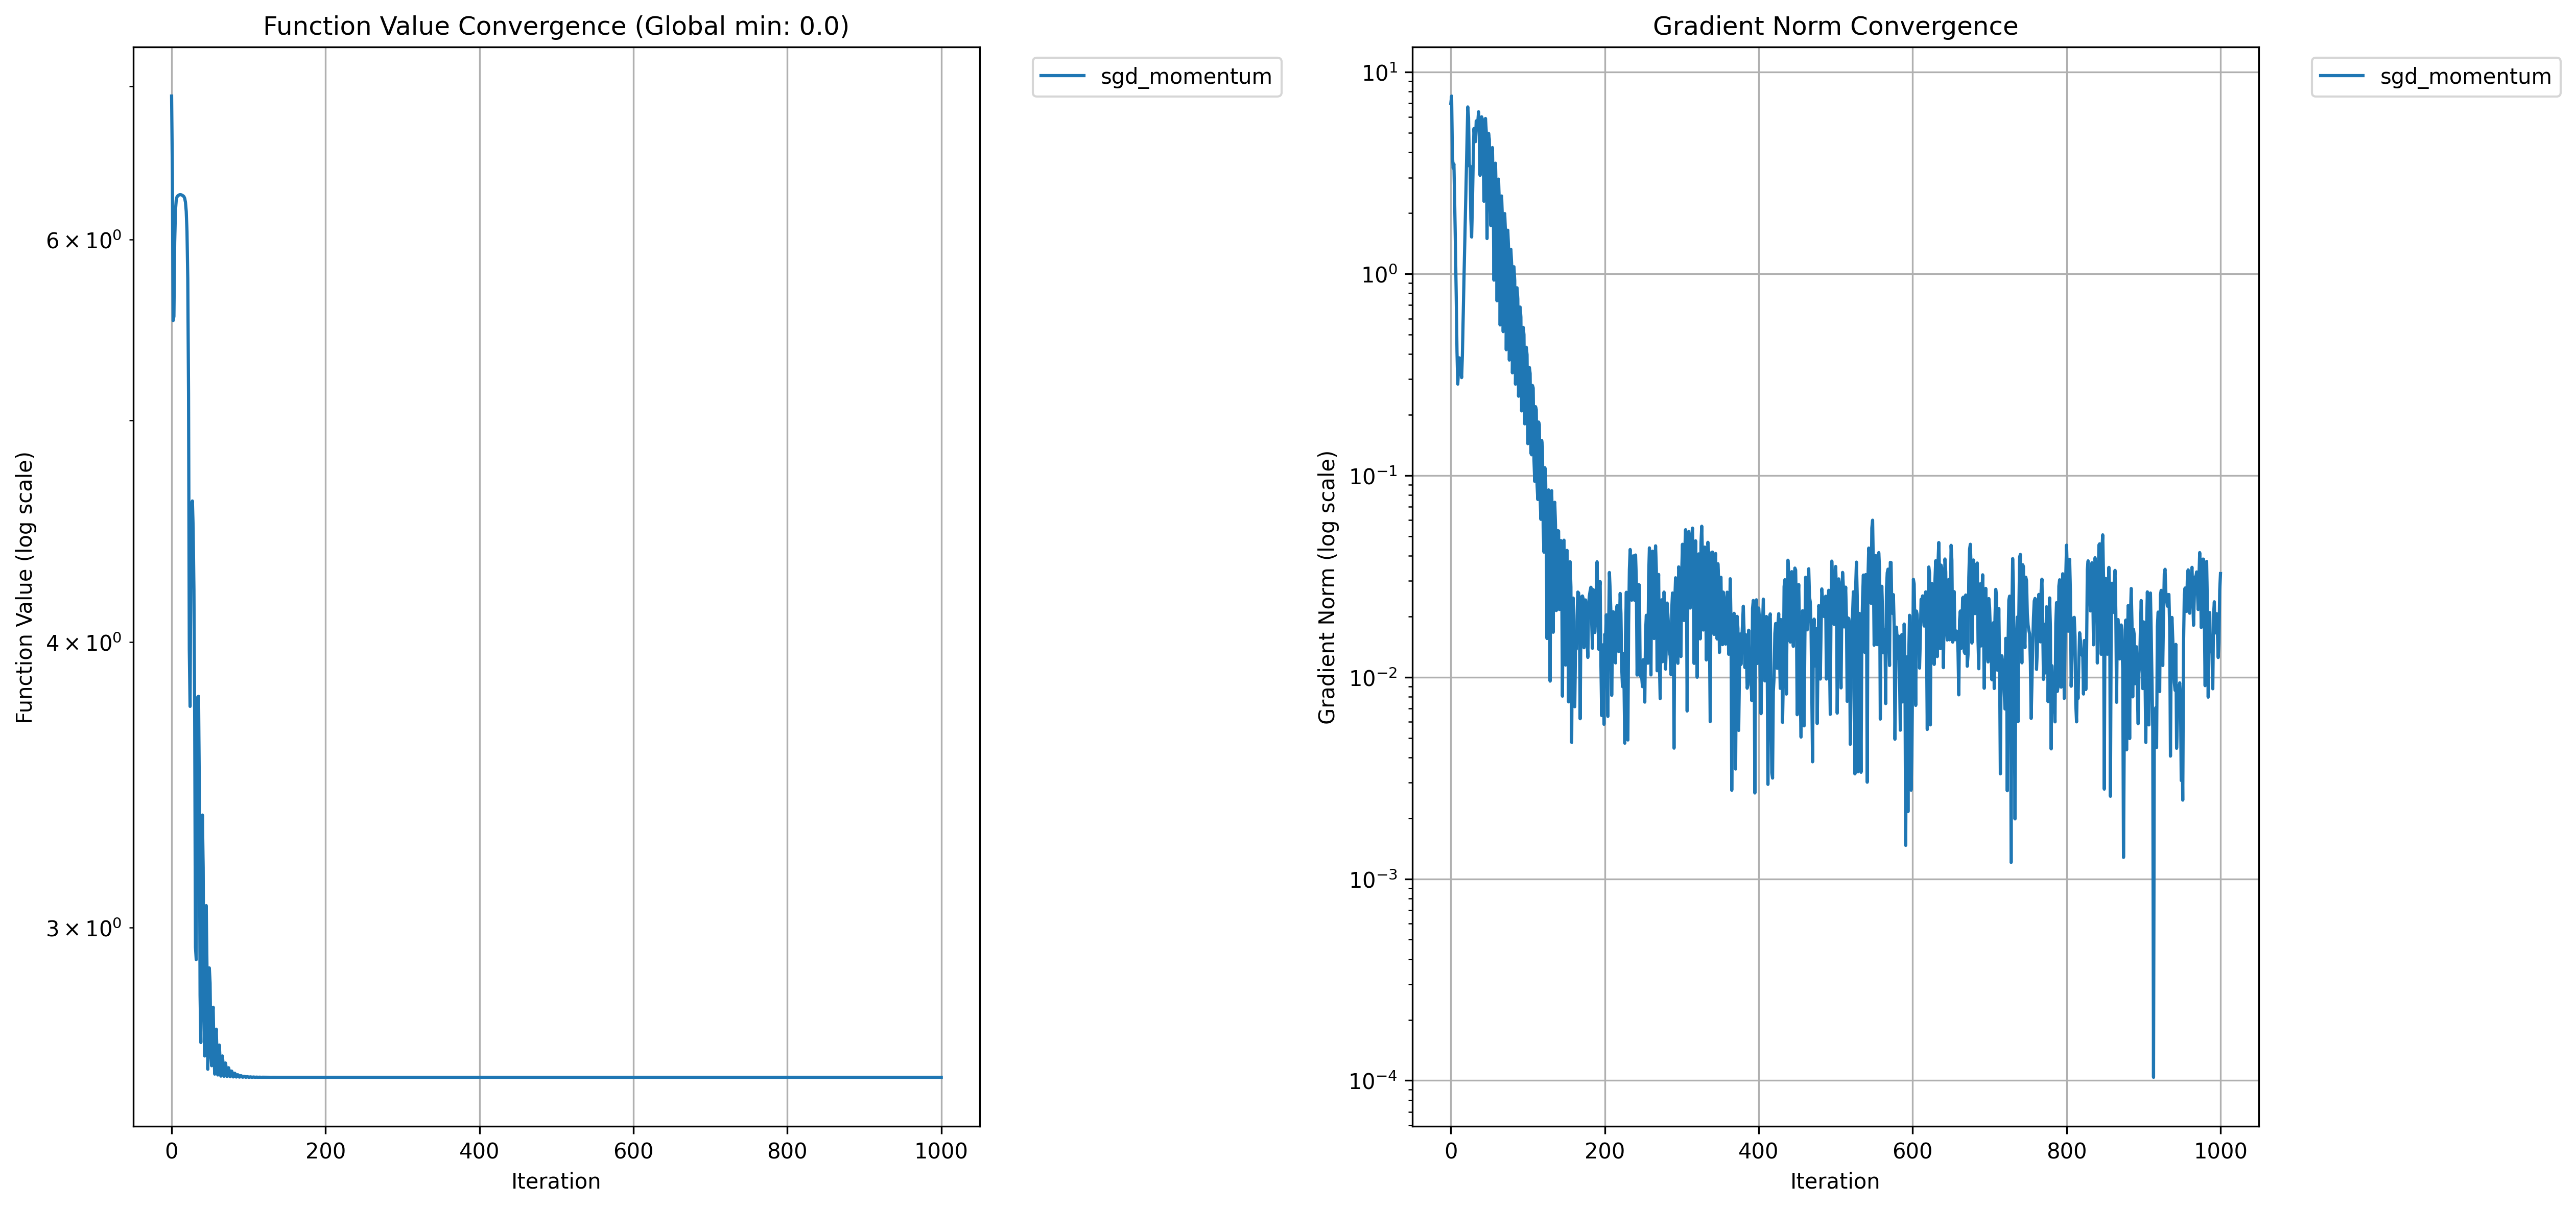 Function Value Convergence (Global min: 0.0)
sgd_momentum
6 × 10⁰
4 × 10⁰
3 × 10⁰
Function Value (log scale)
0 200 400 600 800 1000
Iteration
Gradient Norm Convergence
sgd_momentum
10¹
10⁰
10⁻¹
10⁻²
10⁻³
10⁻⁴
Gradient Norm (log scale)
0 200 400 600 800 1000
Iteration